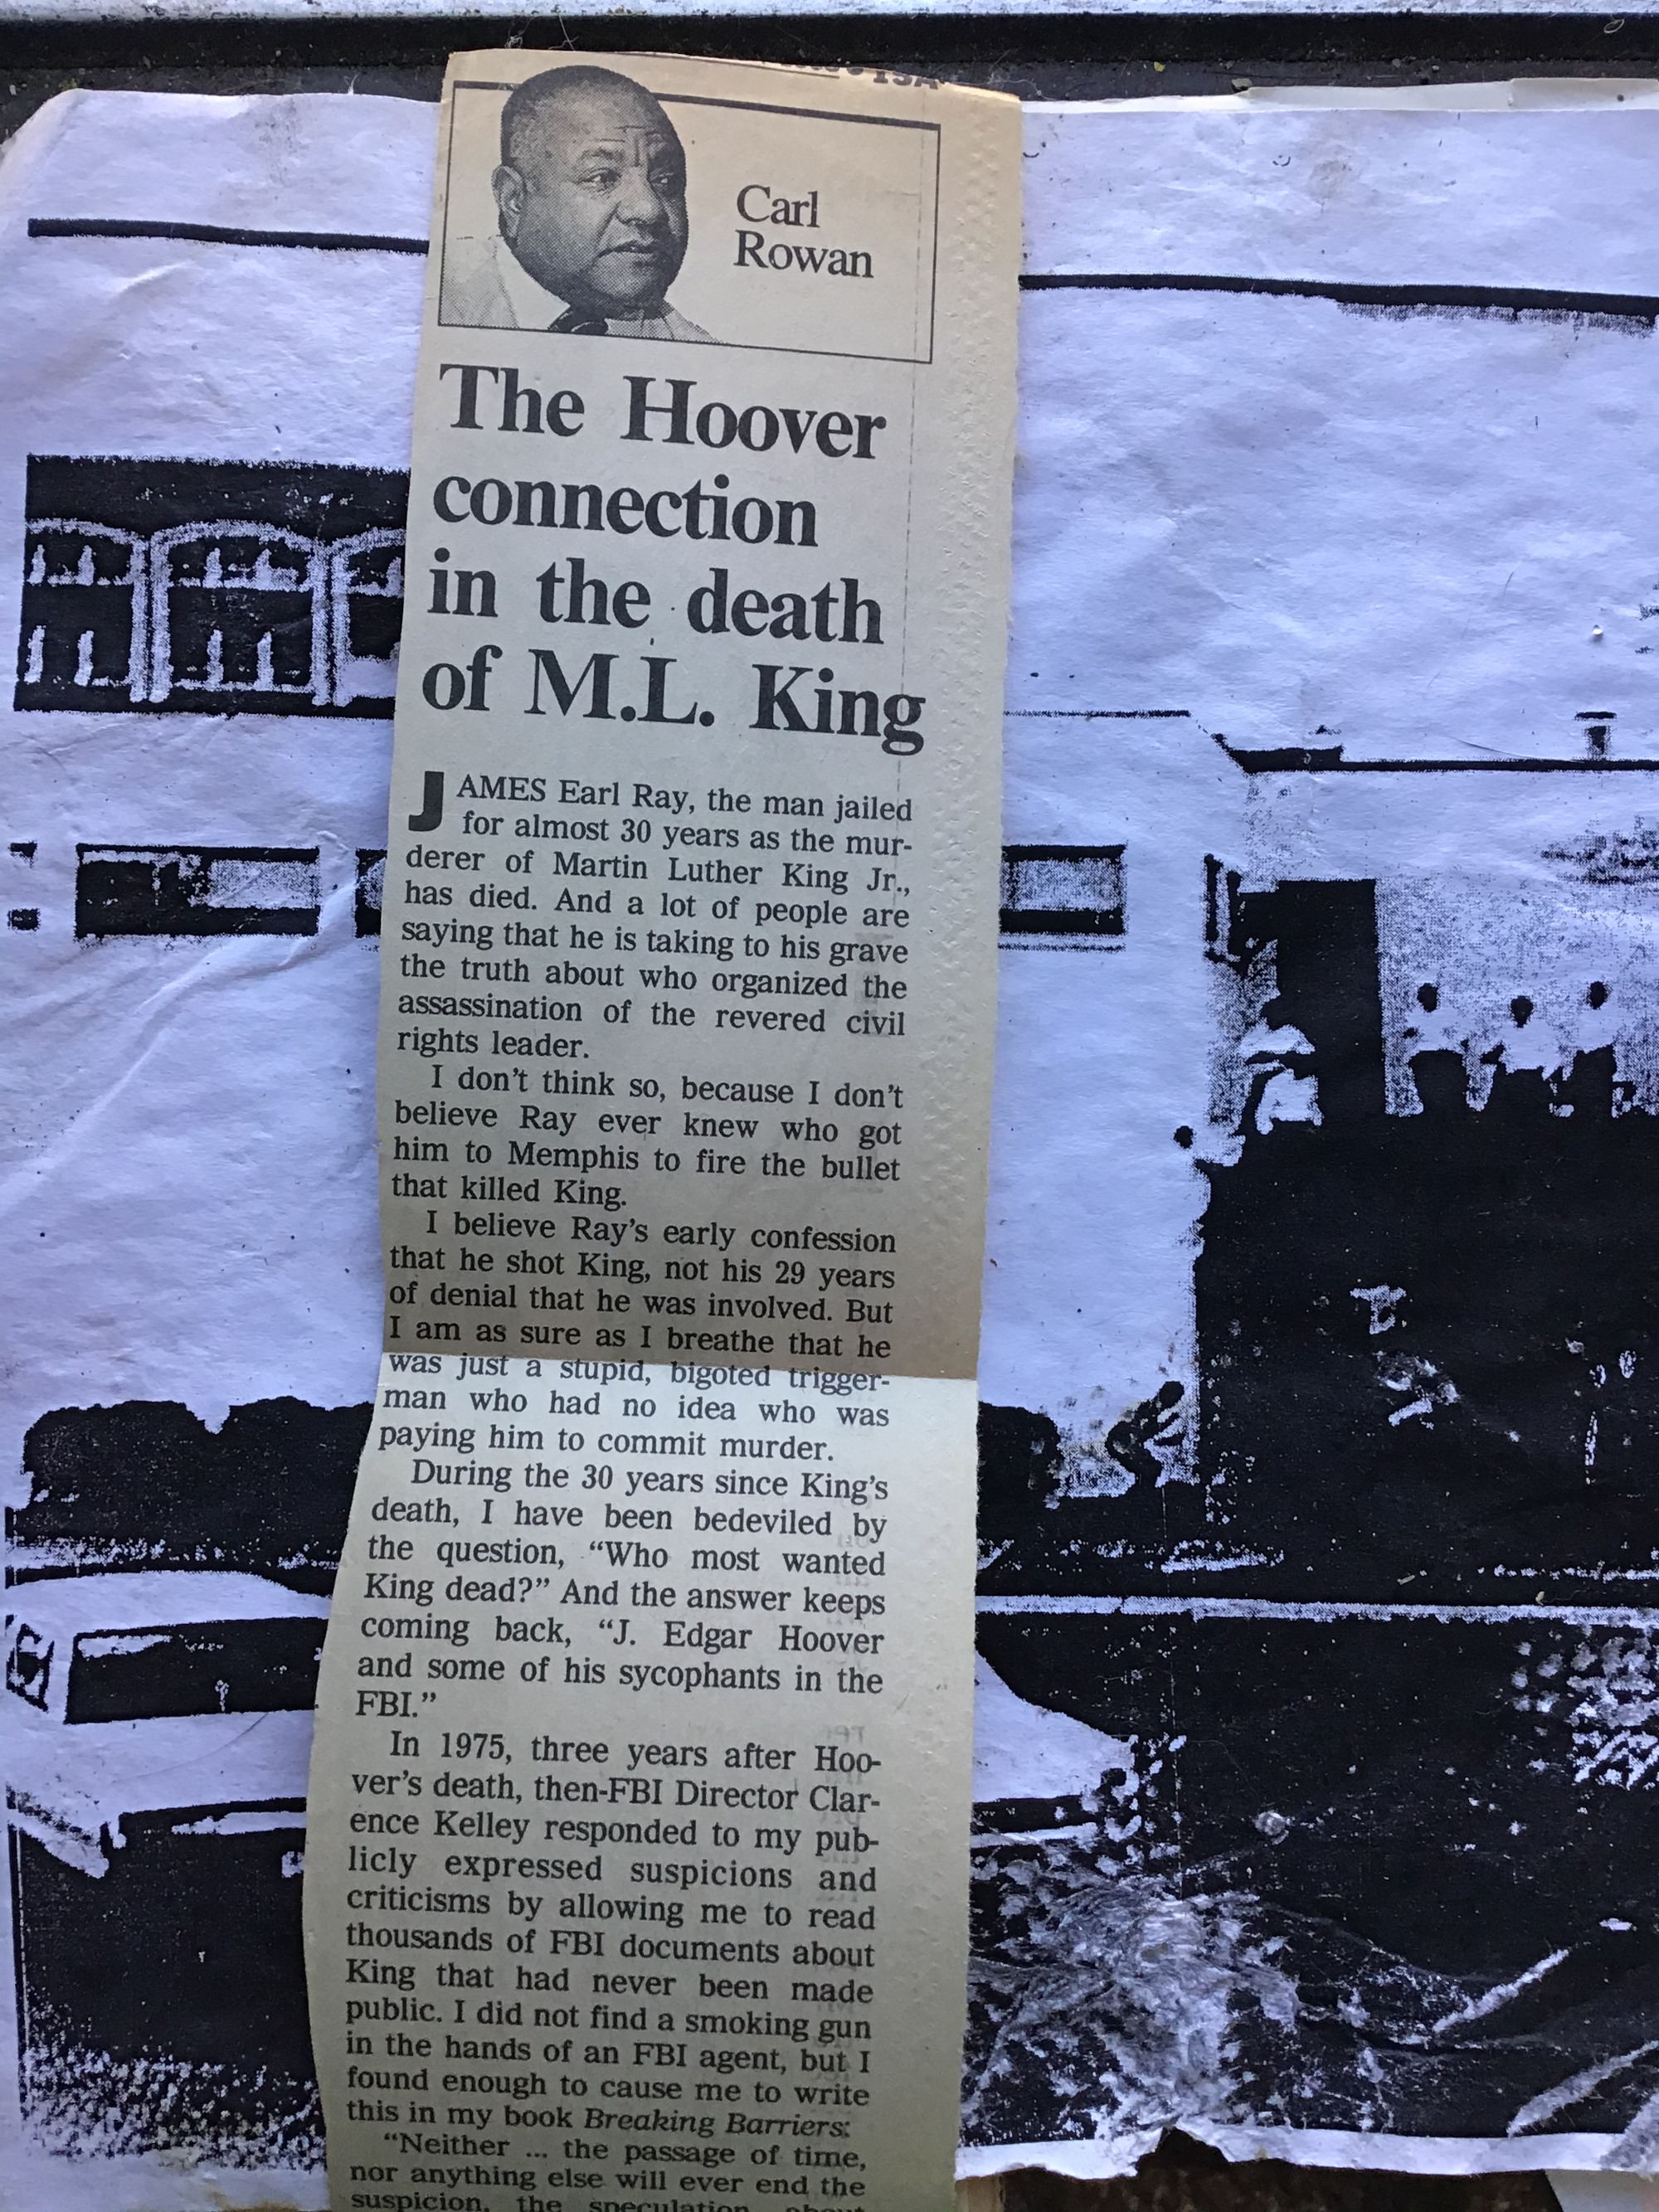 Carl
Rowan
The Hoover
connection
in the death
of M.L. King
JAMES Earl Ray, the man jailed
for almost 30 years as the mur-
derer of Martin Luther King Jr.,
has died. And a lot of people are
saying that he is taking to his grave
the truth about who organized the
assassination of the revered civil
rights leader.
I don't think so, because I don't
believe Ray ever knew who got
him to Memphis to fire the bullet
that killed King.
I believe Ray's early confession
that he shot King, not his 29 years
of denial that he was involved. But
I am as sure as I breathe that he
was just a stupid, bigoted trigger-
man who had no idea who was
paying him to commit murder.
During the 30 years since King's
death, I have been bedeviled by
the question, “Who most wanted
King dead?” And the answer keeps
coming back, “J. Edgar Hoover
and some of his sycophants in the
FBI.”
In 1975, three years after Hoo-
ver's death, then-FBI Director Clar-
ence Kelley responded to my pub-
licly expressed suspicions and
criticisms by allowing me to read
thousands of FBI documents about
King that had never been made
public. I did not find a smoking gun
in the hands of an FBI agent, but I
found enough to cause me to write
this in my book Breaking Barriers:
“Neither ... the passage of time,
nor anything else will ever end the
suspicion, the speculation about